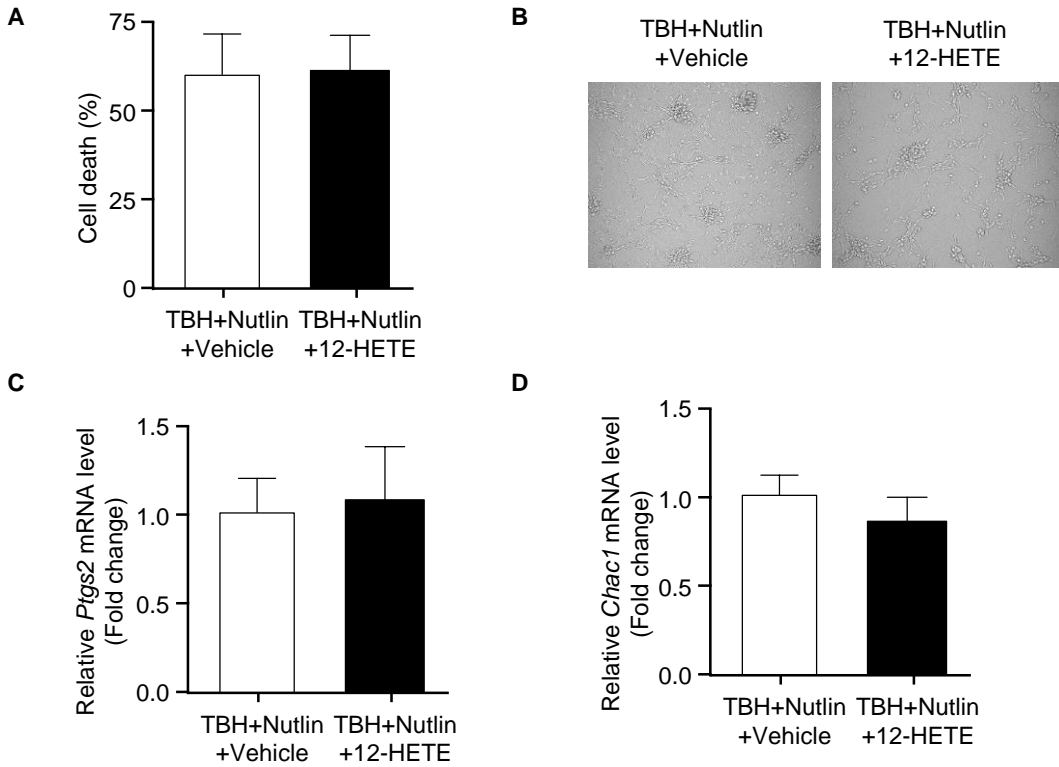 A
Cell death (%)
75
50
25
0
TBH+Nutlin
+Vehicle
TBH+Nutlin
+12-HETE
B
TBH+Nutlin
+Vehicle
TBH+Nutlin
+12-HETE
C
Relative Ptgs2 mRNA level
(Fold change)
1.5
1.0
0.5
0.0
TBH+Nutlin
+Vehicle
TBH+Nutlin
+12-HETE
D
Relative Chac1 mRNA level
(Fold change)
1.5
1.0
0.5
0.0
TBH+Nutlin
+Vehicle
TBH+Nutlin
+12-HETE